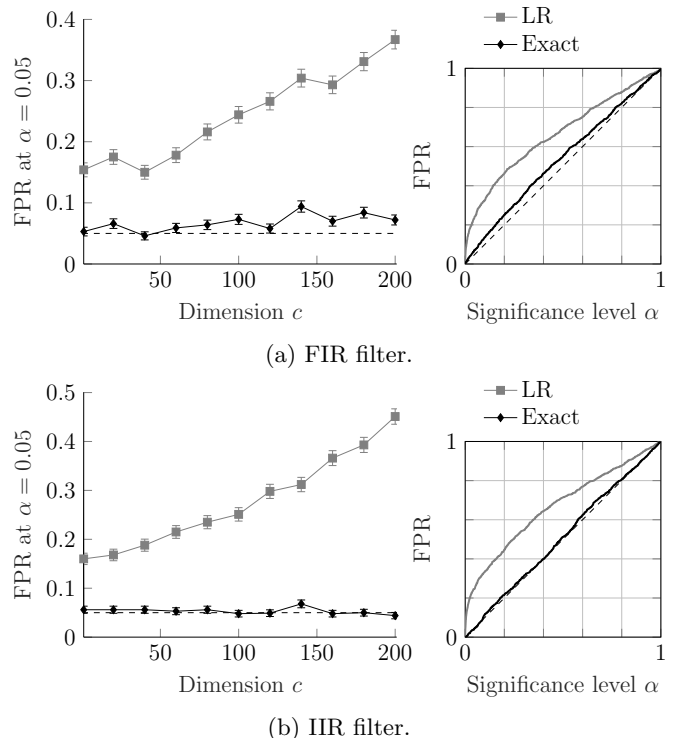 LR
Exact
0.4
0.3
0.2
0.1
0
FPR at α = 0.05
50
100
150
200
Dimension c
1
0
FPR
0
1
Significance level α
(a) FIR filter.
LR
Exact
0.5
0.4
0.3
0.2
0.1
0
FPR at α = 0.05
50
100
150
200
Dimension c
1
0
FPR
0
1
Significance level α
(b) IIR filter.